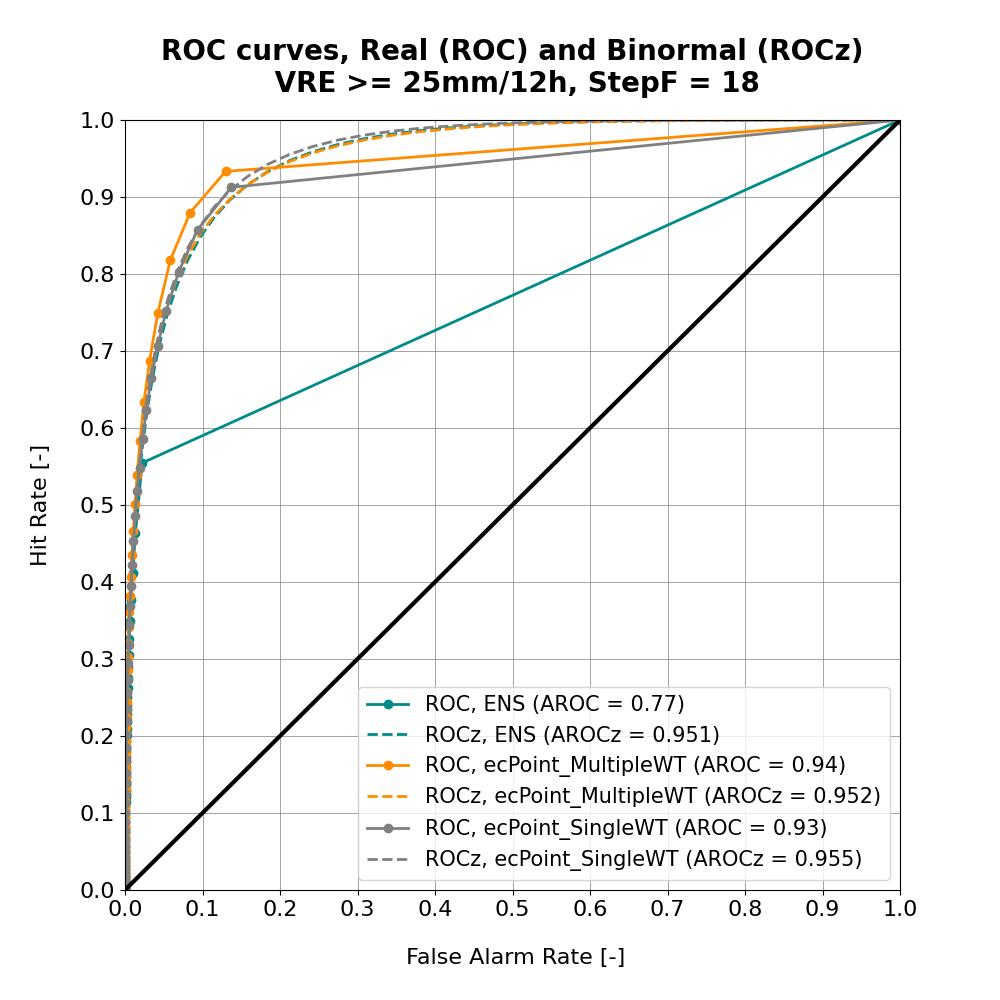 ROC curves, Real (ROC) and Binormal (ROCz)
VRE >= 25mm/12h, StepF = 18
1.0
0.9
0.8
0.7
0.6
0.5
0.4
0.3
0.2
0.1
0.0
Hit Rate [-]
ROC, ENS (AROC = 0.77)
ROCz, ENS (AROCz = 0.951)
ROC, ecPoint_MultipleWT (AROC = 0.94)
ROCz, ecPoint_MultipleWT (AROCz = 0.952)
ROC, ecPoint_SingleWT (AROC = 0.93)
ROCz, ecPoint_SingleWT (AROCz = 0.955)
0.0 0.1 0.2 0.3 0.4 0.5 0.6 0.7 0.8 0.9 1.0
False Alarm Rate [-]